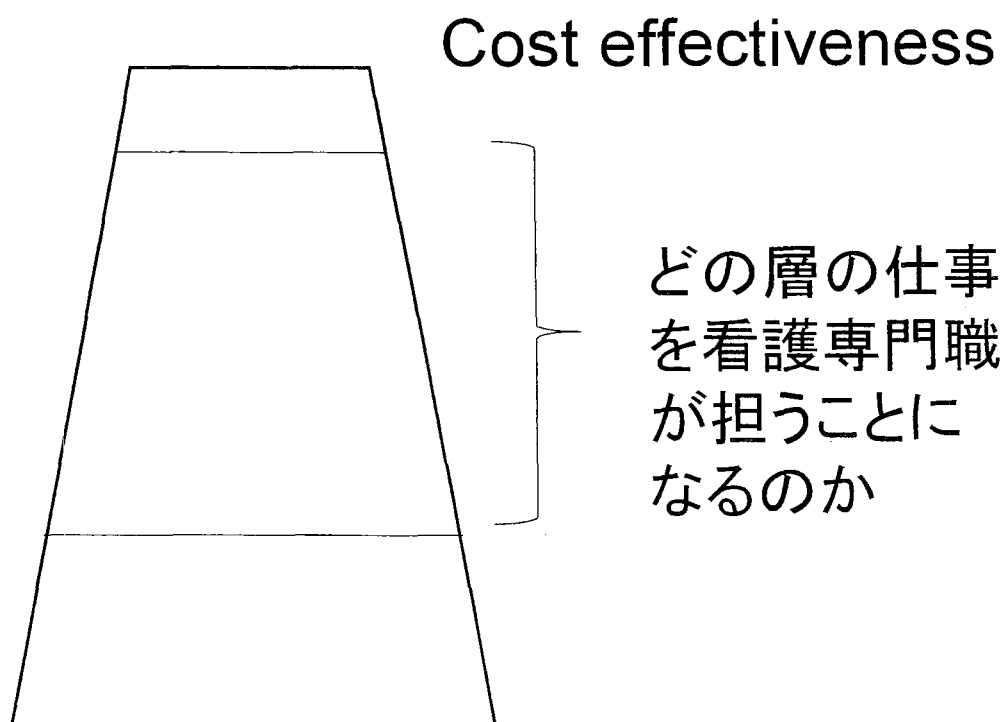 Cost effectiveness
どの層の仕事
を看護専門職
が担うことに
なるのか